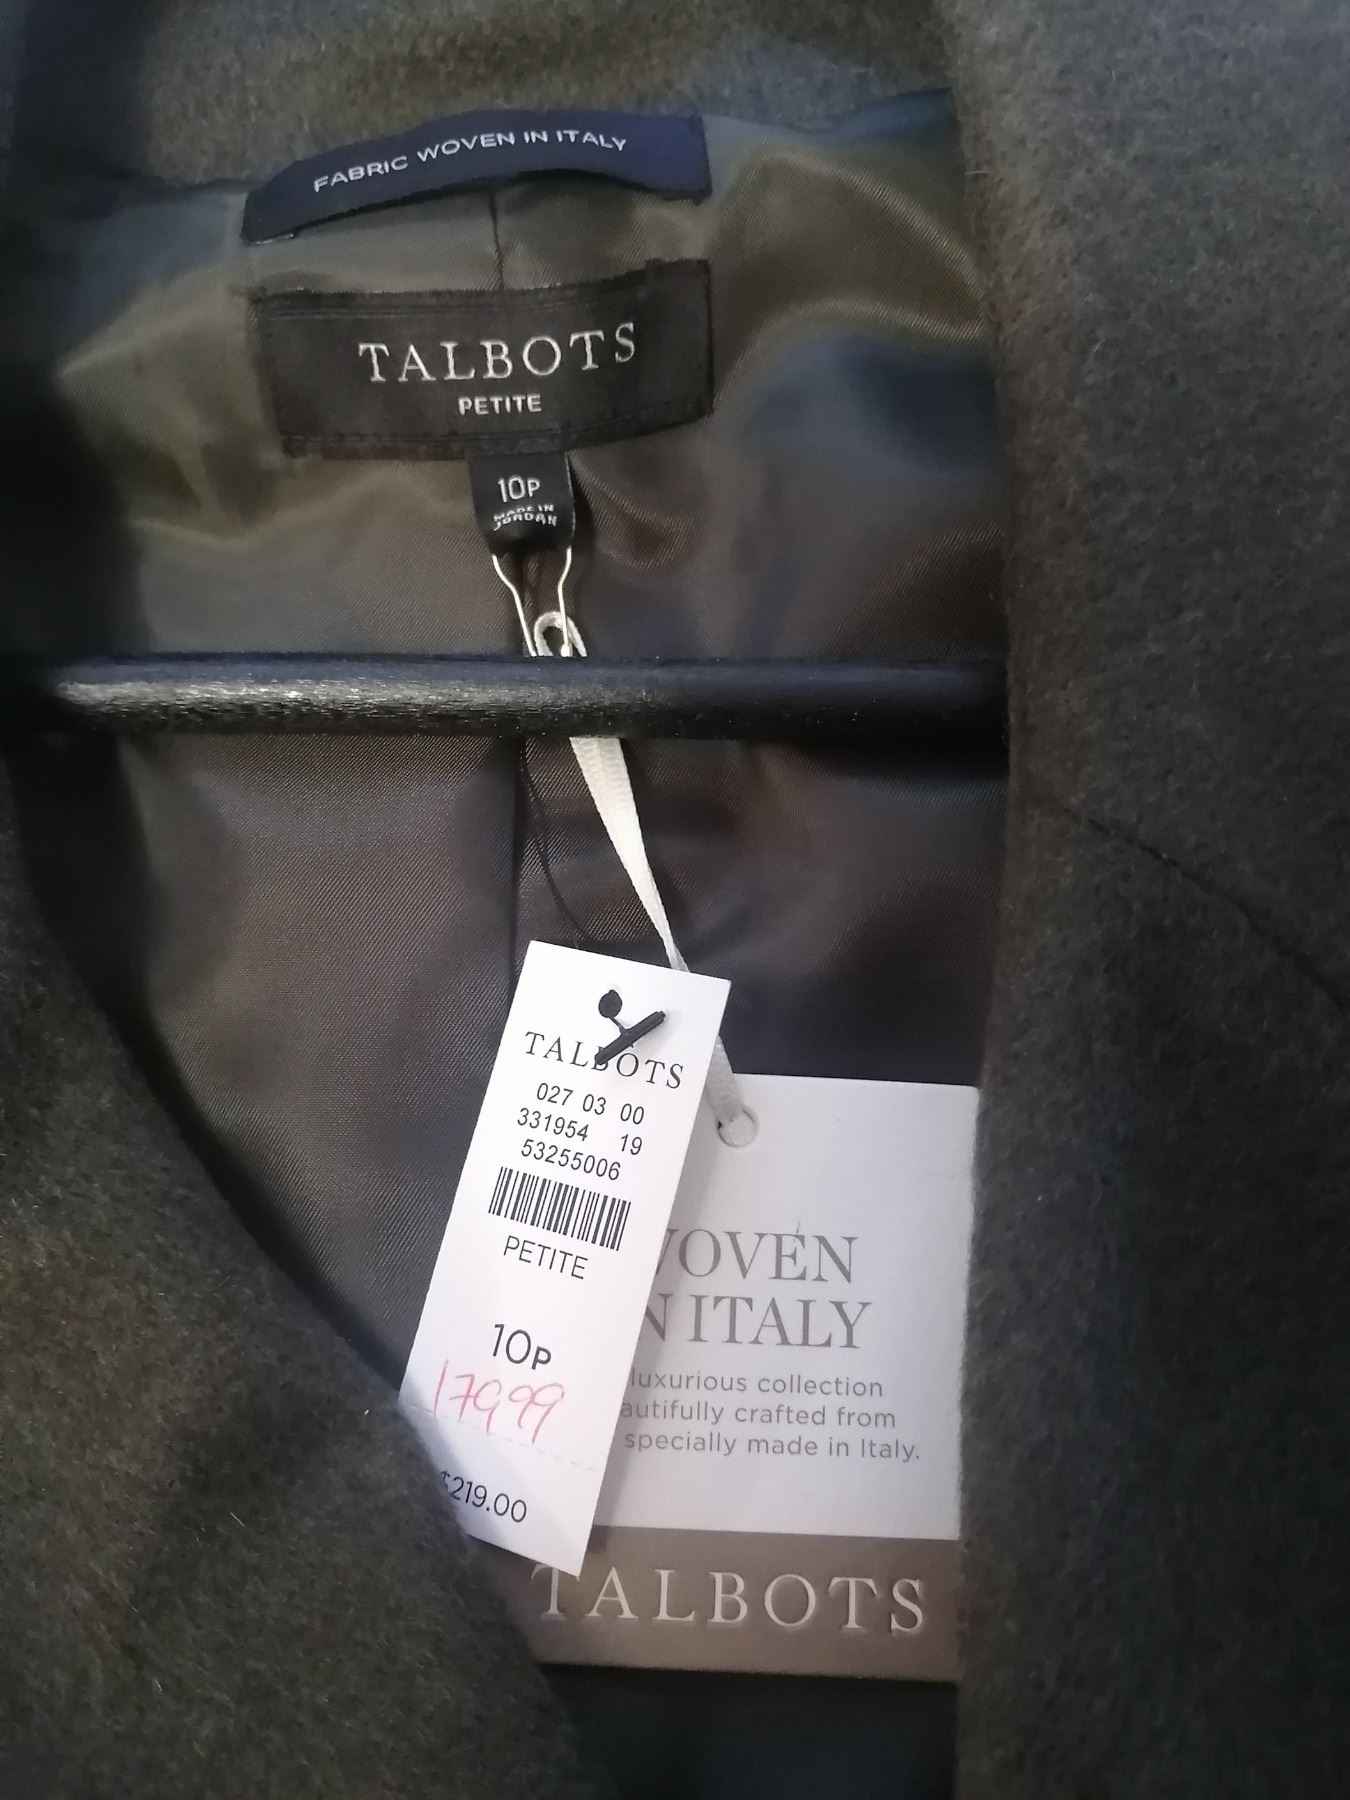 FABRIC WOVEN IN ITALY
TALBOTS
PETITE
10P
MADE IN
JORDAN
TALBOTS
027 03 00
331954 19
53255006
PETITE
10P
17999
$219.00
WOVEN
IN ITALY
luxurious collection
crafted from
specially made in Italy.
TALBOTS